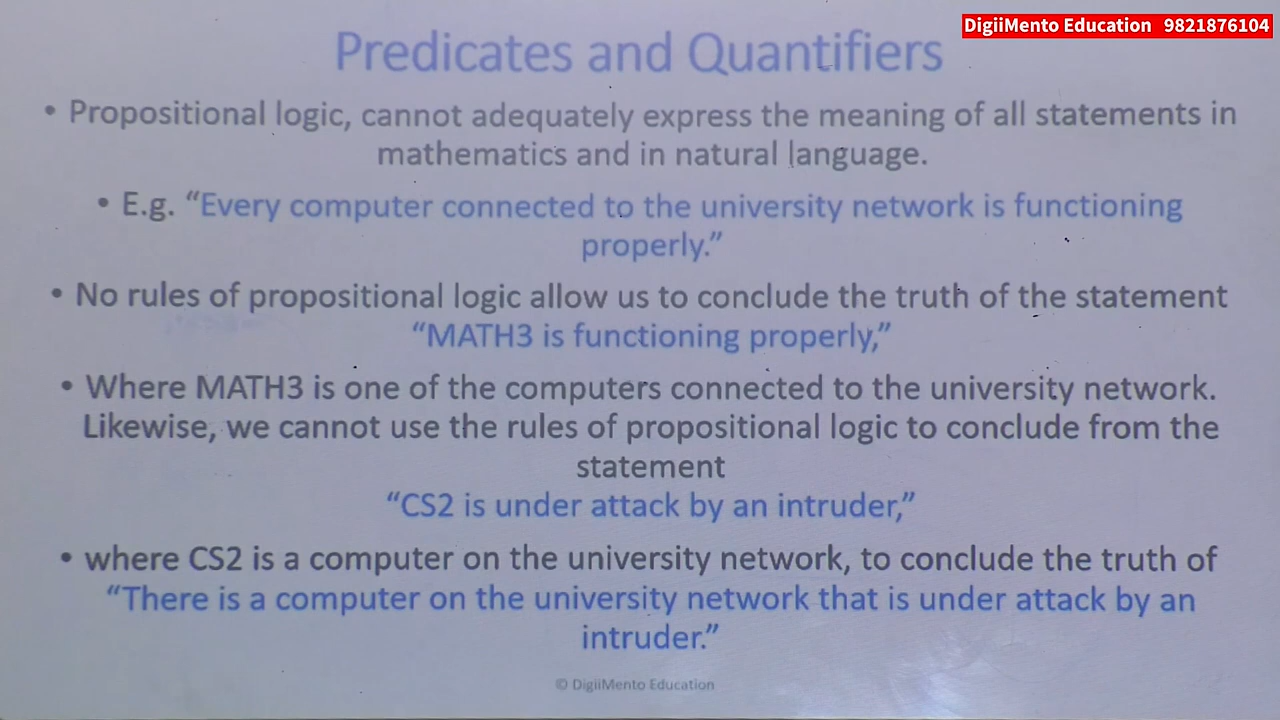 DigiiMento Education 9821876104
Predicates and Quantifiers
• Propositional logic, cannot adequately express the meaning of all statements in
mathematics and in natural language.
• E.g. “Every computer connected to the university network is functioning
properly.”
• No rules of propositional logic allow us to conclude the truth of the statement
“MATH3 is functioning properly,”
• Where MATH3 is one of the computers connected to the university network.
Likewise, we cannot use the rules of propositional logic to conclude from the
statement
“CS2 is under attack by an intruder,”
• where CS2 is a computer on the university network, to conclude the truth of
“There is a computer on the university network that is under attack by an
intruder.”
© DigiiMento Education